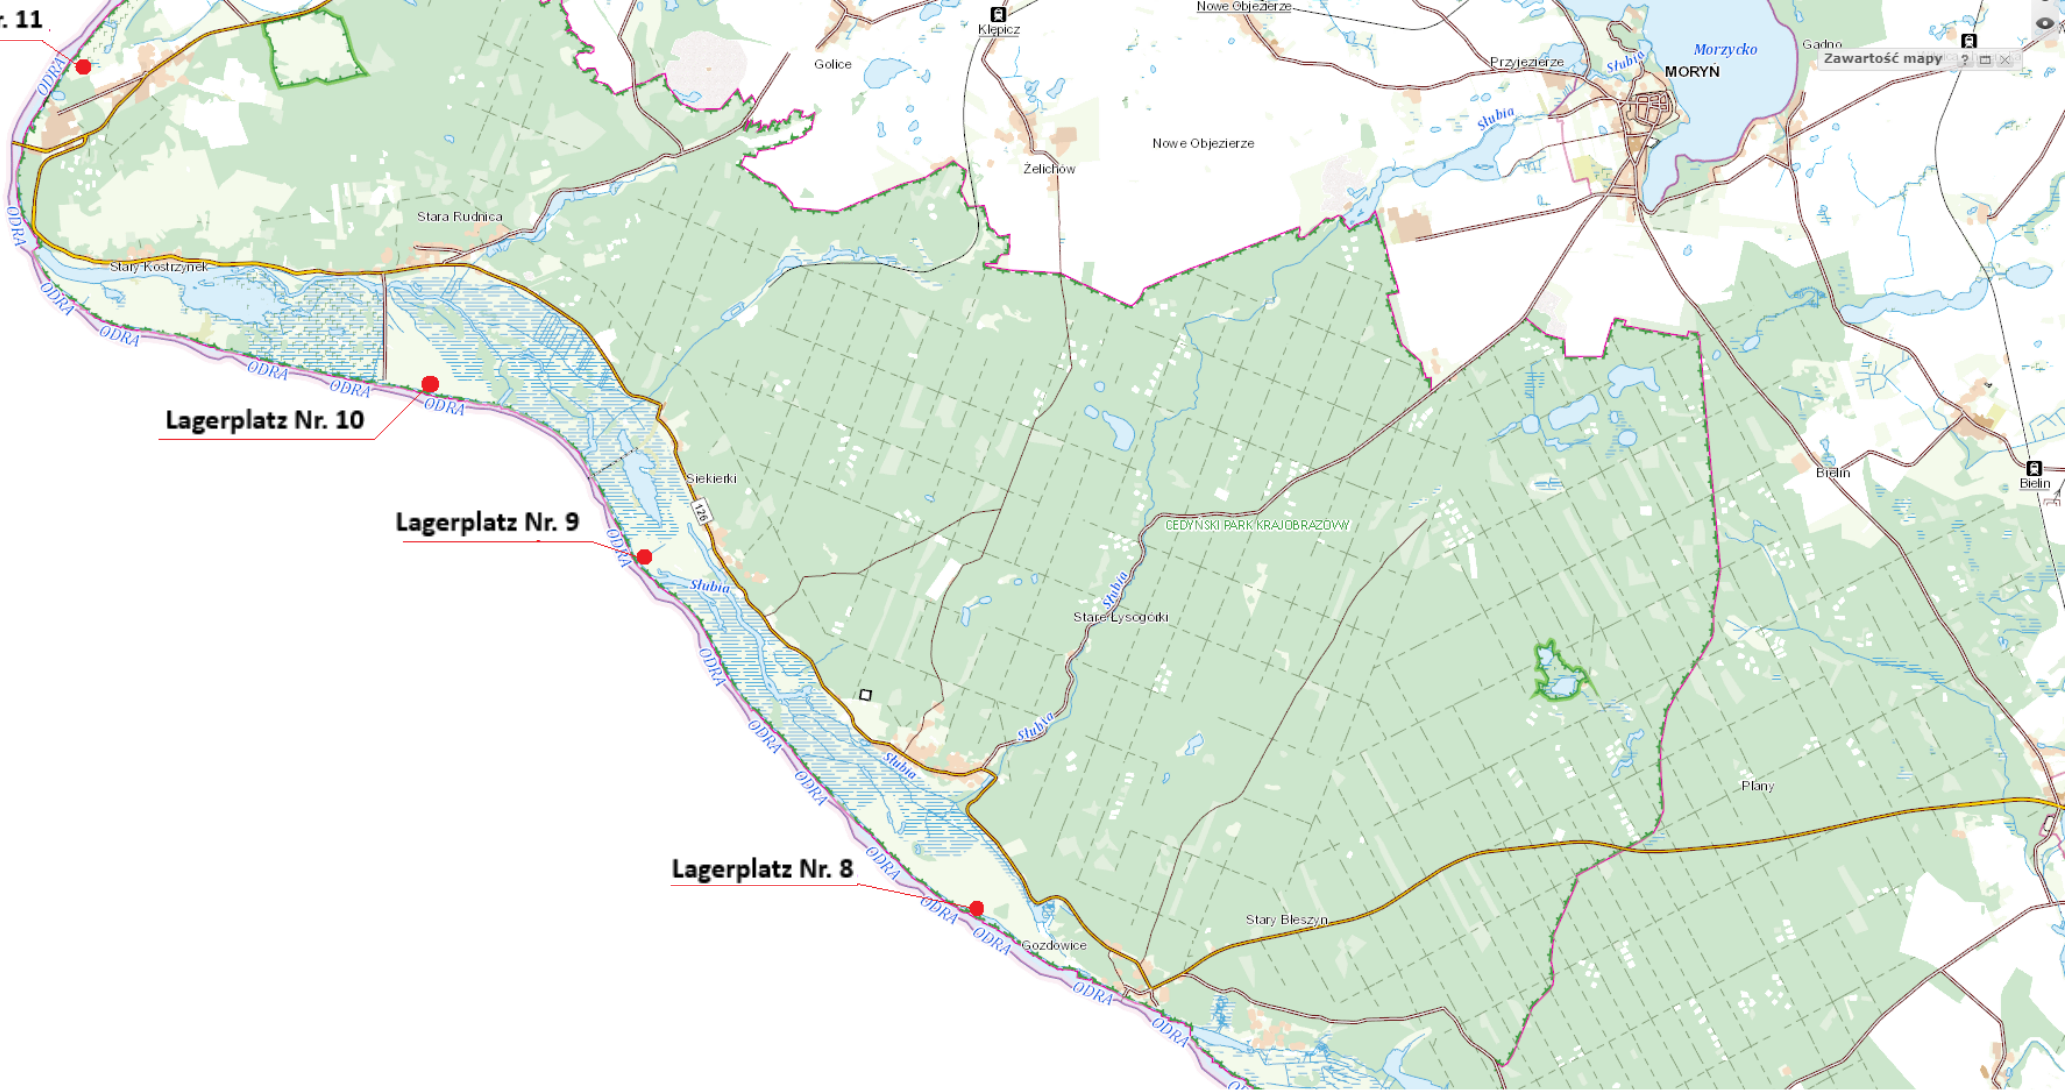 r. 11
Klępicz
Nowe Objezierze
Golice
Przyjezierze
Słubia
MORYŃ
Morzycko
Gądno
Zawartość mapy
ODRA
Słubia
Nowe Objezierze
Żelichów
Stara Rudnica
ODRA
Stary Kostrzynek
ODRA
ODRA
ODRA
ODRA
ODRA
Lagerplatz Nr. 10
Siekierki
Bielin
Bielin
126
Lagerplatz Nr. 9
CEDYŃSKI PARK KRAJOBRAZOWY
ODRA
Słubia
Słubia
Stare Łysogórki
ODRA
Słubia
ODRA
Słubia
ODRA
Piany
Lagerplatz Nr. 8
ODRA
ODRA
Stary Błeszyn
ODRA
Gozdowice
ODRA
ODRA